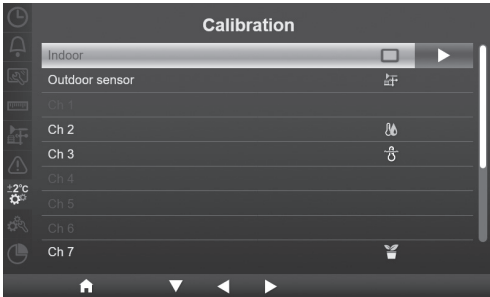 Calibration
Indoor
Outdoor sensor
Ch 1
Ch 2
Ch 3
Ch 4
±2°C
Ch 5
Ch 6
Ch 7